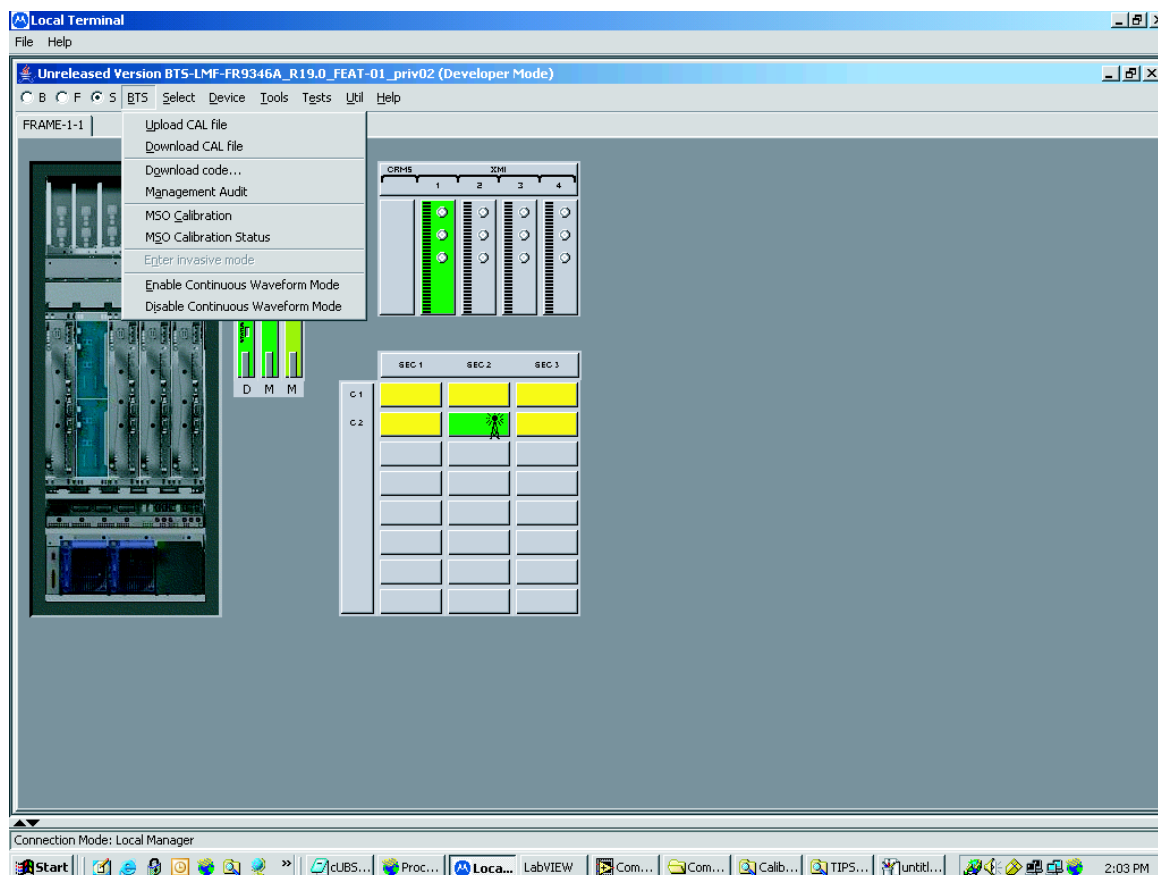 Local Terminal
File Help
Unreleased Version BTS-LMF-FR9346A_R19.0_FEAT-01_priv02 (Developer Mode)
B F S BTS Select Device Tools Tests Util Help
FRAME-1-1
Upload CAL file
Download CAL file
Download code...
Management Audit
MSO Calibration
MSO Calibration Status
Enter invasive mode
Enable Continuous Waveform Mode
Disable Continuous Waveform Mode
CRMS XMI
1 2 3 4
D M M
SEC 1 SEC 2 SEC 3
C 1
C 2
Connection Mode: Local Manager
Start » cUBS... Proc... Loca... LabVIEW Com... Com... Calib... TIPS... untitl... 2:03 PM